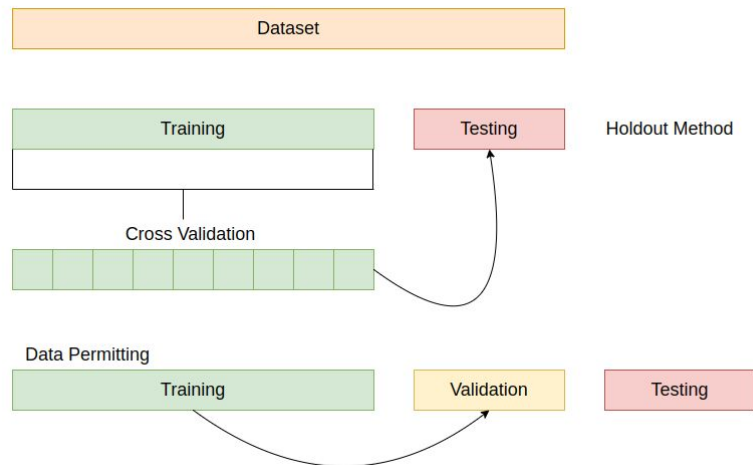 Dataset
Training
Testing
Holdout Method
Cross Validation
Data Permitting
Training
Validation
Testing